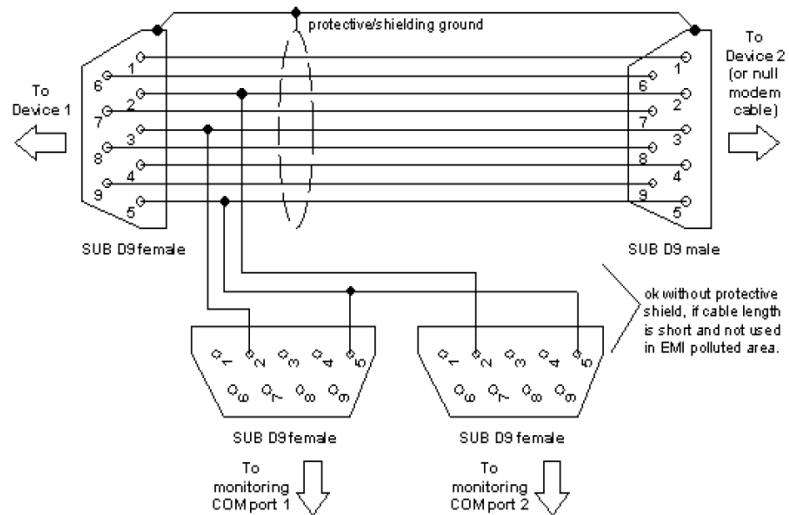 protective/shielding ground
To
Device 1
To
Device 2
(or null
modem
cable)
1
6
2
7
3
8
4
9
5
1
6
2
7
3
8
4
9
5
SUB D9 female
SUB D9 male
ok without protective
shield, if cable length
is short and not used
in EMI polluted area.
1
2
3
4
5
6
7
8
9
1
2
3
4
5
6
7
8
9
SUB D9 female
SUB D9 female
To
monitoring
COM port 1
To
monitoring
COM port 2